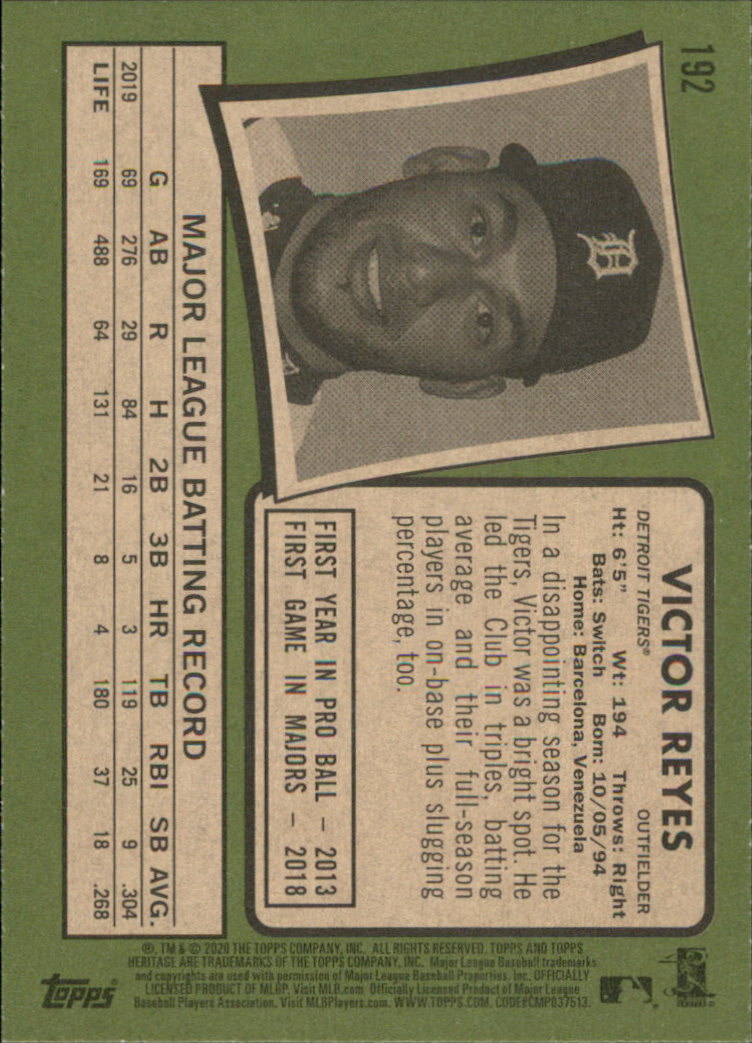 192
VICTOR REYES
DETROIT TIGERS® OUTFIELDER
Ht: 6'5" Wt: 194 Throws: Right
Bats: Switch Born: 10/05/94
Home: Barcelona, Venezuela
In a disappointing season for the
Tigers, Victor was a bright spot. He
led the Club in triples, batting
average and their full-season
players in on-base plus slugging
percentage, too.
FIRST YEAR IN PRO BALL – 2013
FIRST GAME IN MAJORS – 2018
MAJOR LEAGUE BATTING RECORD
G AB R H 2B 3B HR TB RBI SB AVG.
2019 69 276 29 84 16 5 3 119 25 9 .304
LIFE 169 488 64 131 21 8 4 180 37 18 .268
®, TM & © 2020 THE TOPPS COMPANY, INC. ALL RIGHTS RESERVED. TOPPS AND TOPPS
HERITAGE ARE TRADEMARKS OF THE TOPPS COMPANY, INC. Major League Baseball trademarks
and copyrights are used with permission of Major League Baseball Properties, Inc. OFFICIALLY
LICENSED PRODUCT OF MLBP. Visit MLB.com Officially Licensed Product of Major League
Baseball Players Association. Visit MLBPlayers.com. WWW.TOPPS.COM. CODE#CMP037513.
topps